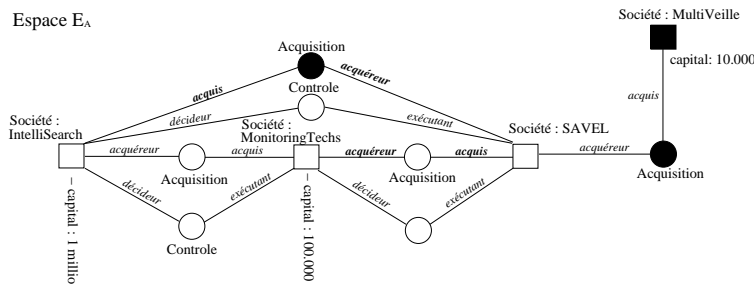 Espace EA
Société : MultiVeille
capital: 10.000
acquis
Acquisition
acquis
acquéreur
Controle
décideur
exécutant
Société :
IntelliSearch
Société :
MonitoringTechs
Société : SAVEL
acquéreur
acquis
acquéreur
acquis
acquéreur
Acquisition
Acquisition
Acquisition
décideur
exécutant
décideur
exécutant
Controle
– capital : 1 millio
– capital : 100.000